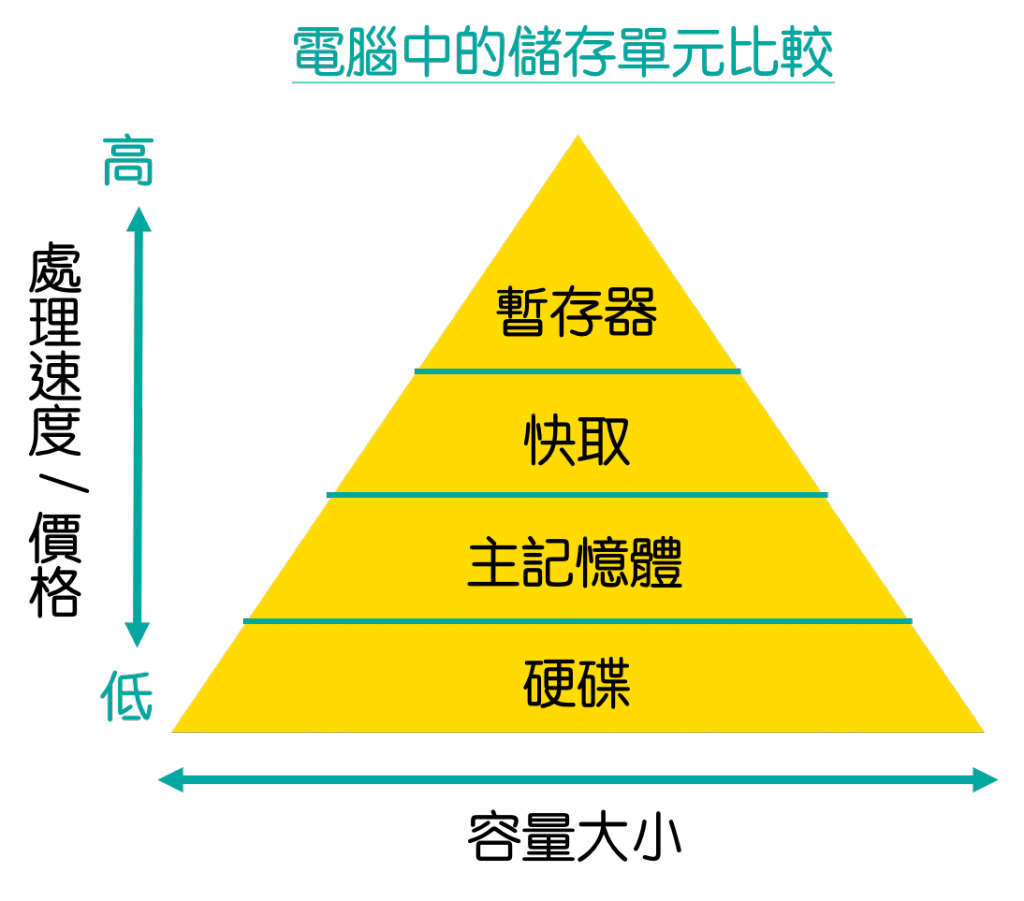 電腦中的儲存單元比較
高
處理速度/價格
低
暫存器
快取
主記憶體
硬碟
容量大小